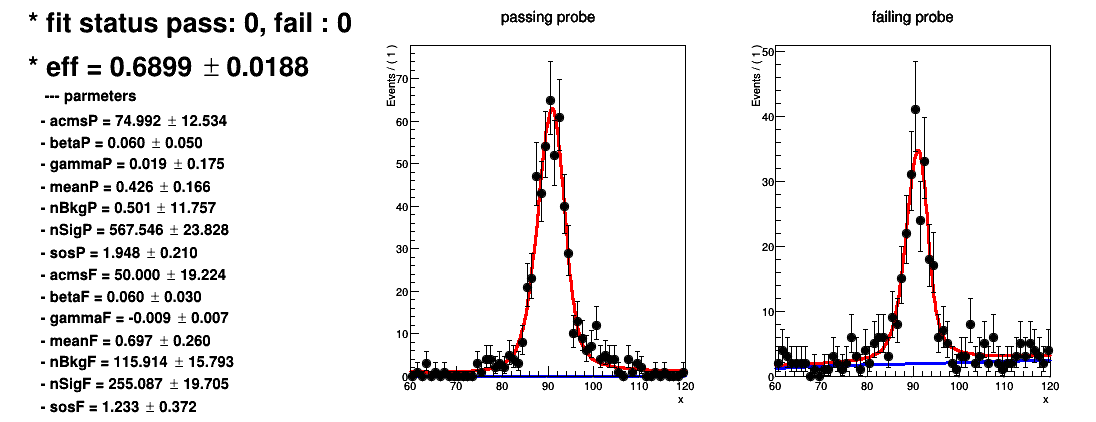 * fit status pass: 0, fail : 0
* eff = 0.6899 ± 0.0188
--- parmeters
- acmsP = 74.992 ± 12.534
- betaP = 0.060 ± 0.050
- gammaP = 0.019 ± 0.175
- meanP = 0.426 ± 0.166
- nBkgP = 0.501 ± 11.757
- nSigP = 567.546 ± 23.828
- sosP = 1.948 ± 0.210
- acmsF = 50.000 ± 19.224
- betaF = 0.060 ± 0.030
- gammaF = -0.009 ± 0.007
- meanF = 0.697 ± 0.260
- nBkgF = 115.914 ± 15.793
- nSigF = 255.087 ± 19.705
- sosF = 1.233 ± 0.372
passing probe
Events / ( 1 )
70
60
50
40
30
20
10
0
60 70 80 90 100 110 120
x
failing probe
Events / ( 1 )
50
40
30
20
10
0
60 70 80 90 100 110 120
x